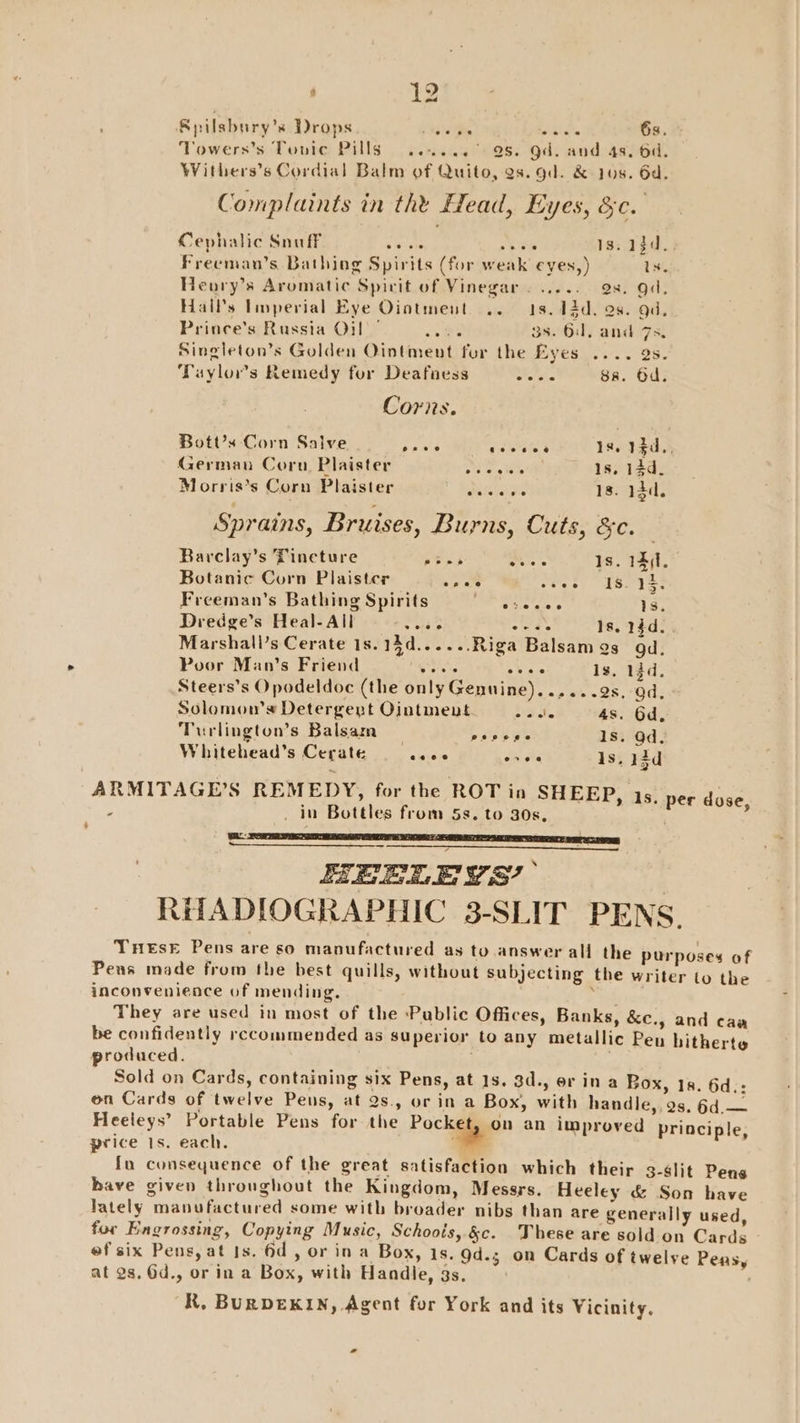 12
Spilsbury's Drops .... .... 6s.
Towers's Tonic Pills ...... 2s. 9d. and 4s. 6d.
Withers's Cordial Balm of Quito, 2s. 9d. & 10s. 6d.
Complaints in the Head, Eyes, &c.
Cephalic Snuff .... .... 1s. 1½d.
Freeman's Bathing Spirits (for weak eyes,) 1s.
Henry's Aromatic Spirit of Vinegar ..... 2s. 9d.
Hall's Imperial Eye Ointment .. 1s. 1½d. 2s. 9d.
Prince's Russia Oil .... 3s. 6d. and 7s.
Singleton's Golden Ointment for the Eyes .... 2s.
Taylor's Remedy for Deafness .... 8s. 6d.
Corns.
Bott's Corn Salve .... ...... 1s. 1½d.
German Corn Plaister ...... 1s. 1½d.
Morris's Corn Plaister ...... 1s. 1½d.
Sprains, Bruises, Burns, Cuts, &c.
Barclay's Tincture .... .... 1s. 1½d.
Botanic Corn Plaister .... .... 1s. 1½.
Freeman's Bathing Spirits ...... 1s.
Dredge's Heal-All .... .... 1s. 1½d.
Marshall's Cerate 1s. 1½d......Riga Balsam 2s 9d.
Poor Man's Friend .... .... 1s. 1½d.
Steers's Opodeldoc (the only Genuine)......2s. 9d.
Solomon's Detergent Ointment .... 4s. 6d.
Turlington's Balsam ...... 1s. 9d.
Whitehead's Cerate .... .... 1s. 1½d
ARMITAGE'S REMEDY, for the ROT in SHEEP, 1s. per dose,
in Bottles from 5s. to 30s.
HEELEYS'
RHADIOGRAPHIC 3-SLIT PENS.
THESE Pens are so manufactured as to answer all the purposes of
Pens made from the best quills, without subjecting the writer to the
inconvenience of mending.
They are used in most of the Public Offices, Banks, &c., and can
be confidently recommended as superior to any metallic Pen hitherto
produced.
Sold on Cards, containing six Pens, at 1s. 3d., or in a Box, 1s. 6d.:
on Cards of twelve Pens, at 2s., or in a Box, with handle, 2s. 6d.—
Heeleys' Portable Pens for the Pocket, on an improved principle,
price 1s. each.
In consequence of the great satisfaction which their 3-slit Pens
have given throughout the Kingdom, Messrs. Heeley & Son have
lately manufactured some with broader nibs than are generally used,
for Engrossing, Copying Music, Schools, &c. These are sold on Cards
of six Pens, at 1s. 6d, or in a Box, 1s. 9d.; on Cards of twelve Pens,
at 2s. 6d., or in a Box, with Handle, 3s.
R. BURDEKIN, Agent for York and its Vicinity.